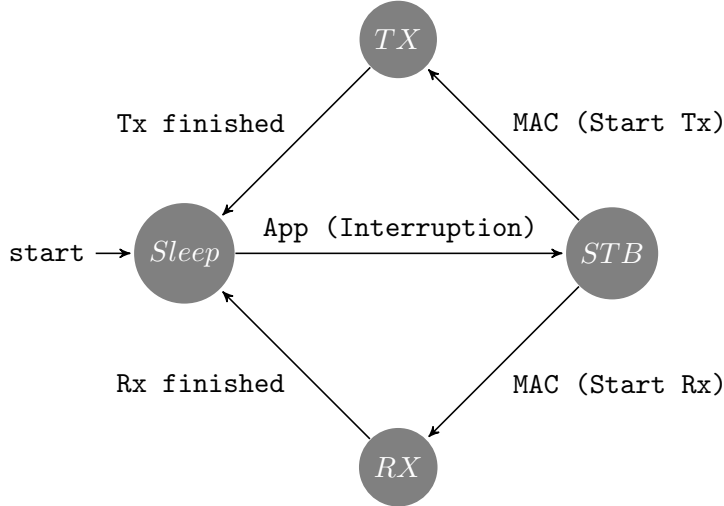 TX
Tx finished
MAC (Start Tx)
App (Interruption)
start
Sleep
STB
Rx finished
MAC (Start Rx)
RX